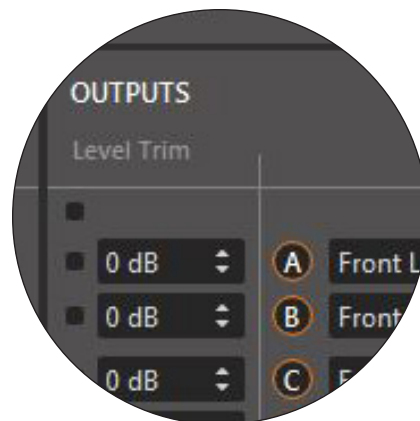 OUTPUTS
Level Trim
0 dB A Front L
0 dB B Front
0 dB C